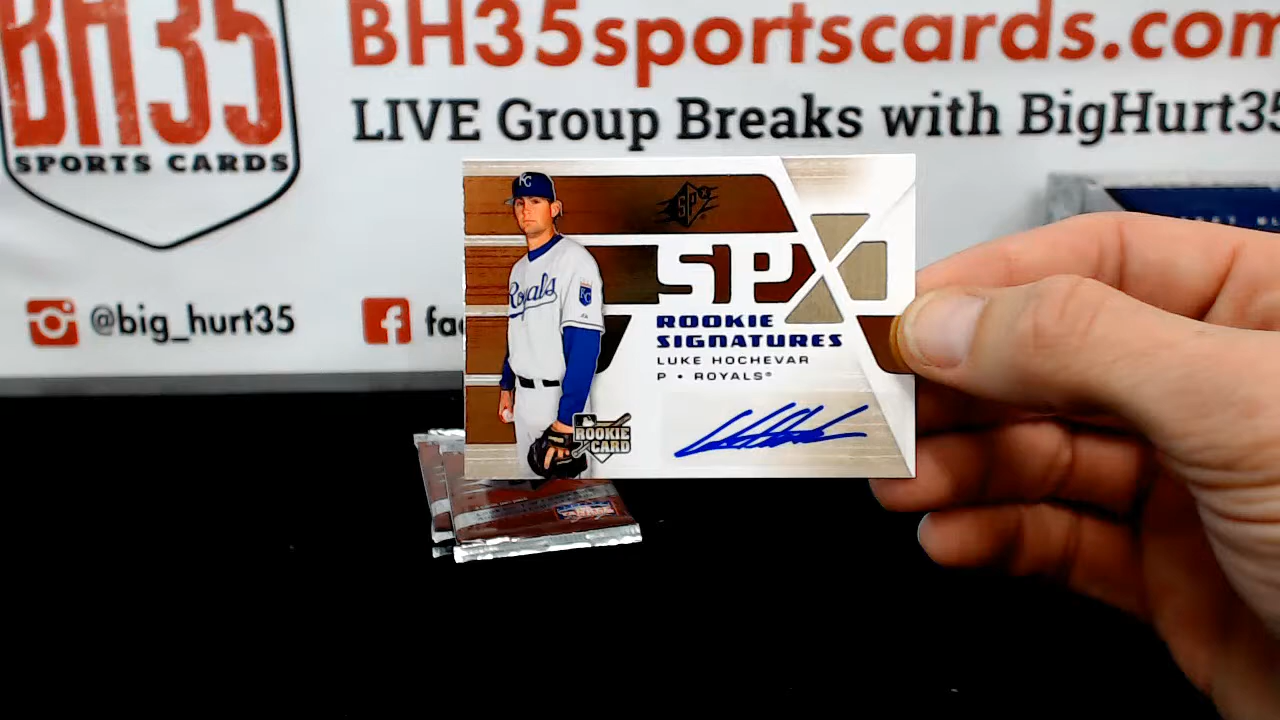 BH35
SPORTS CARDS
BH35sportscards.com
LIVE Group Breaks with BigHurt35
@big_hurt35
KC
Royals
KC
SPX
SPX
ROOKIE
SIGNATURES
LUKE HOCHEVAR
P • ROYALS®
ROOKIE
CARD